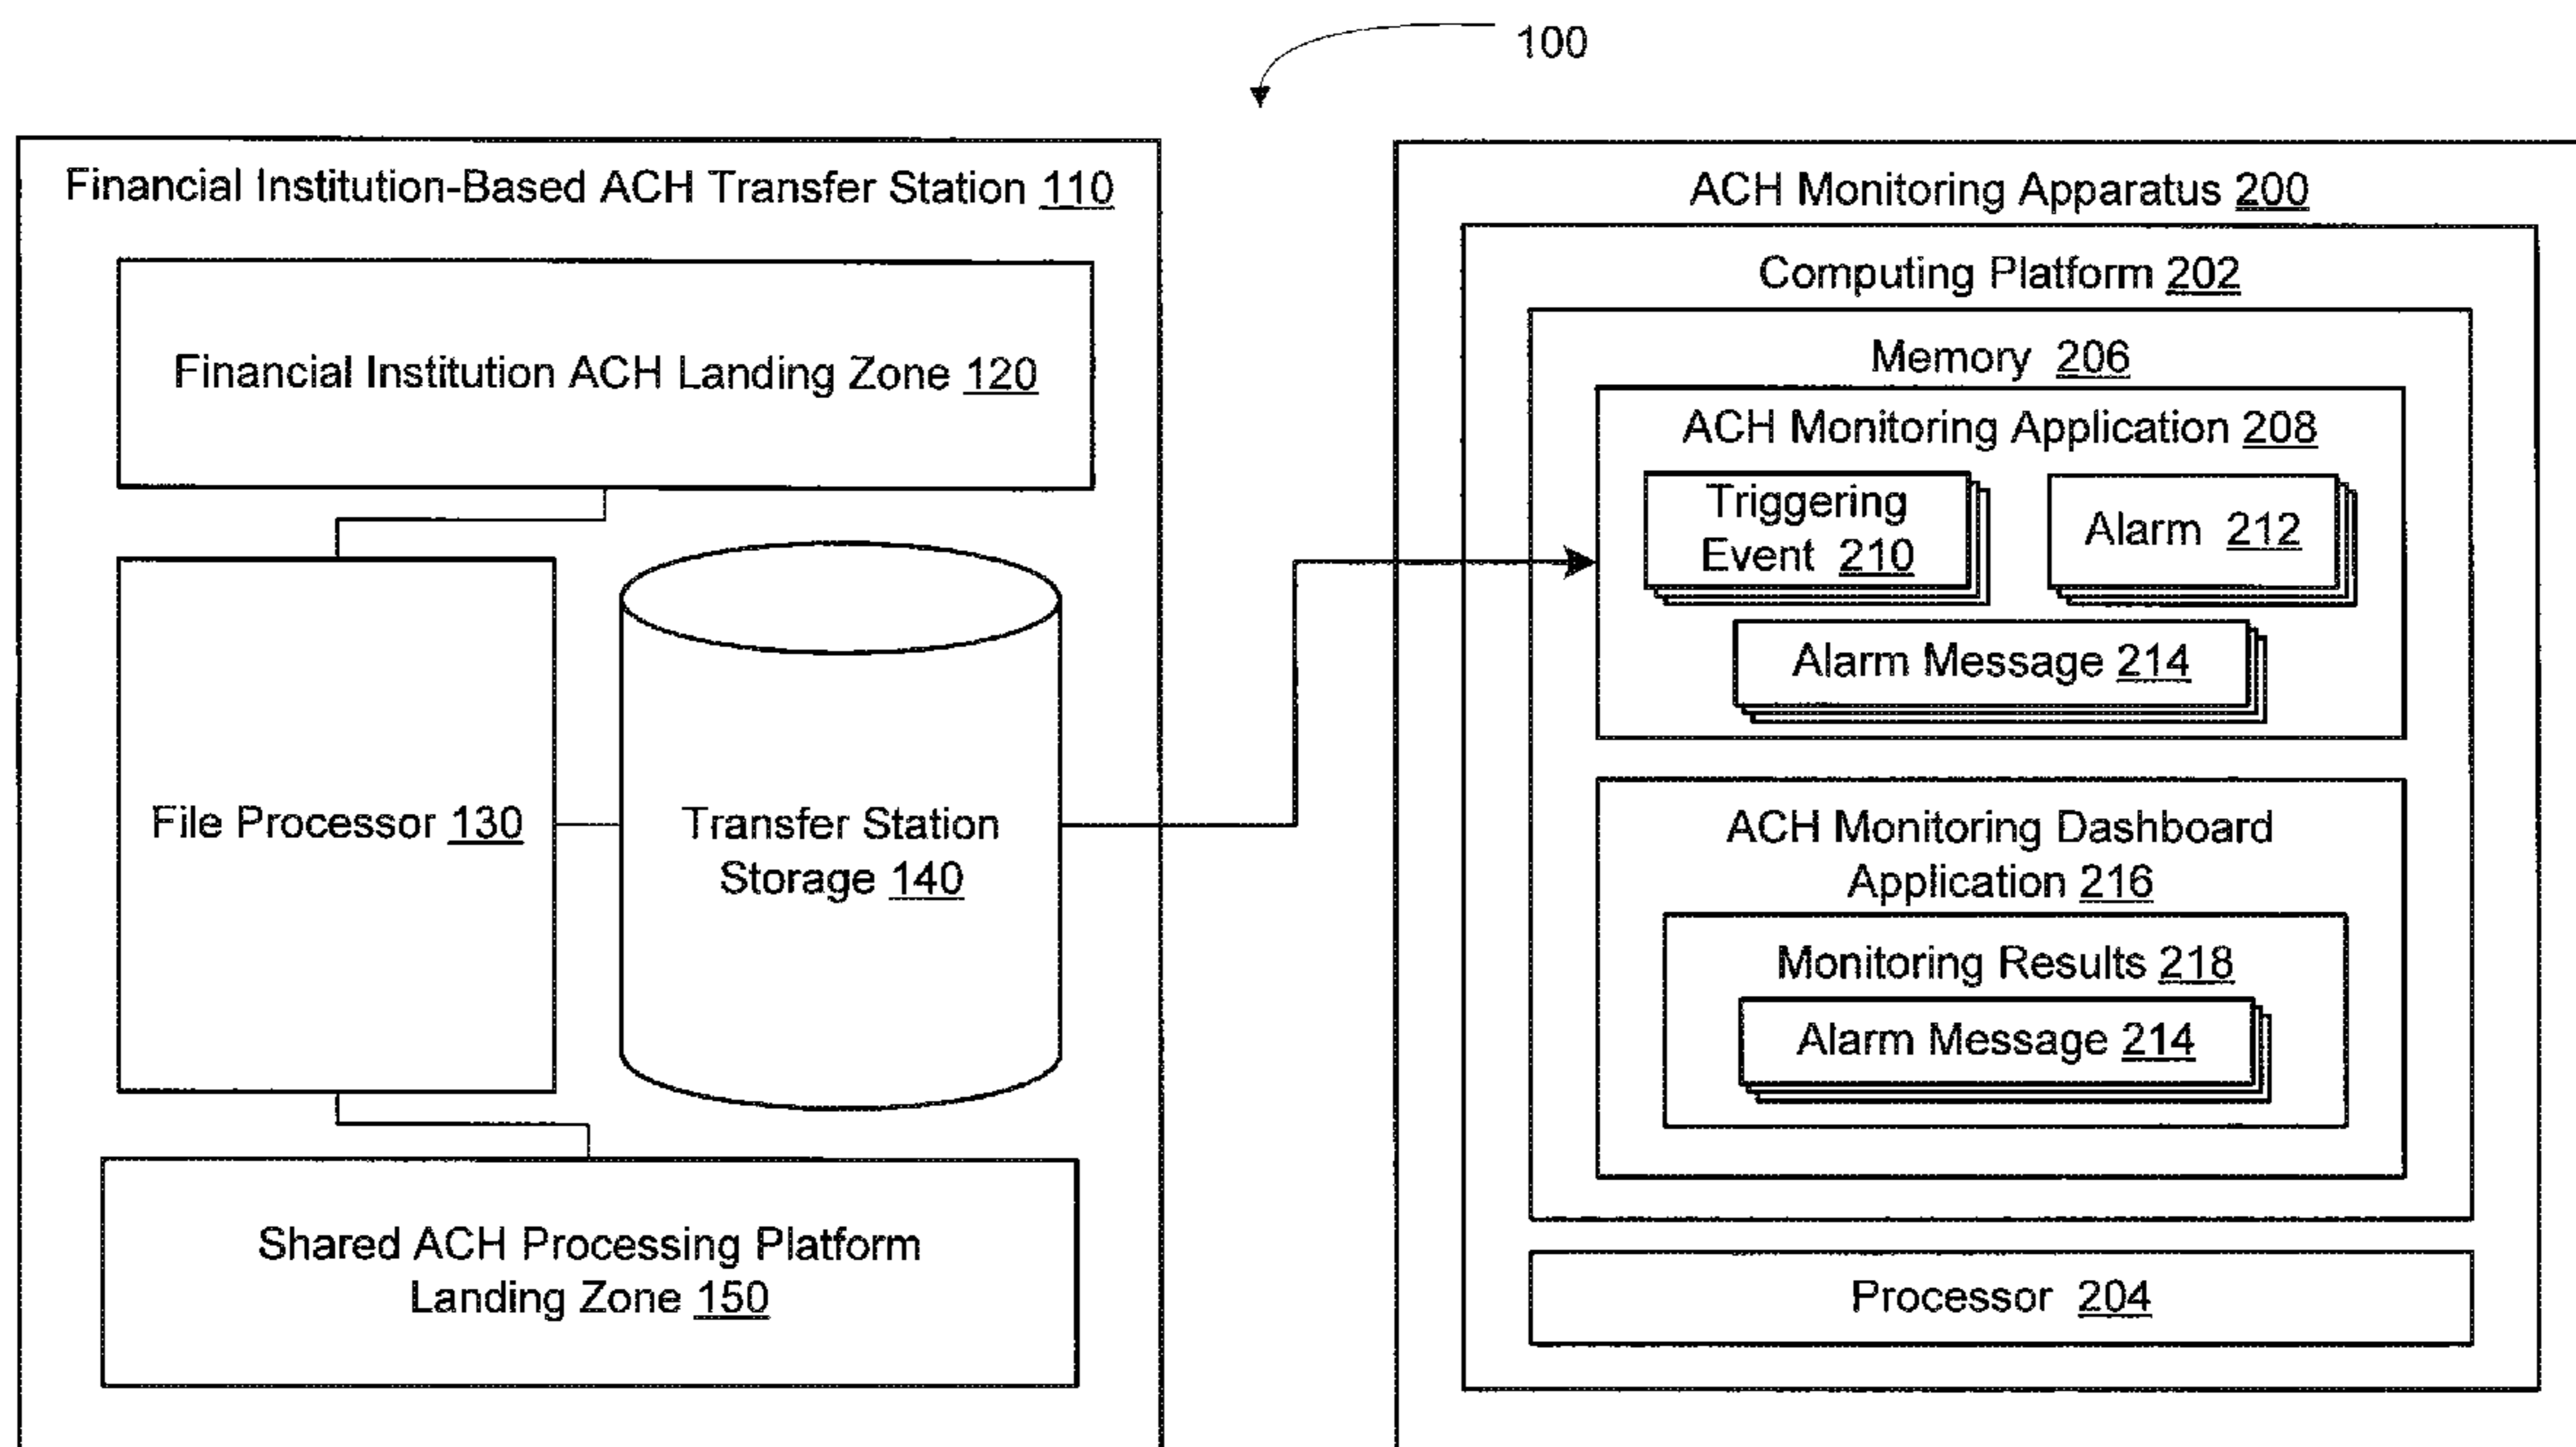 100
Financial Institution-Based ACH Transfer Station 110
Financial Institution ACH Landing Zone 120
File Processor 130
Transfer Station
Storage 140
Shared ACH Processing Platform
Landing Zone 150
ACH Monitoring Apparatus 200
Computing Platform 202
Memory 206
ACH Monitoring Application 208
Triggering
Event 210
Alarm 212
Alarm Message 214
ACH Monitoring Dashboard
Application 216
Monitoring Results 218
Alarm Message 214
Processor 204